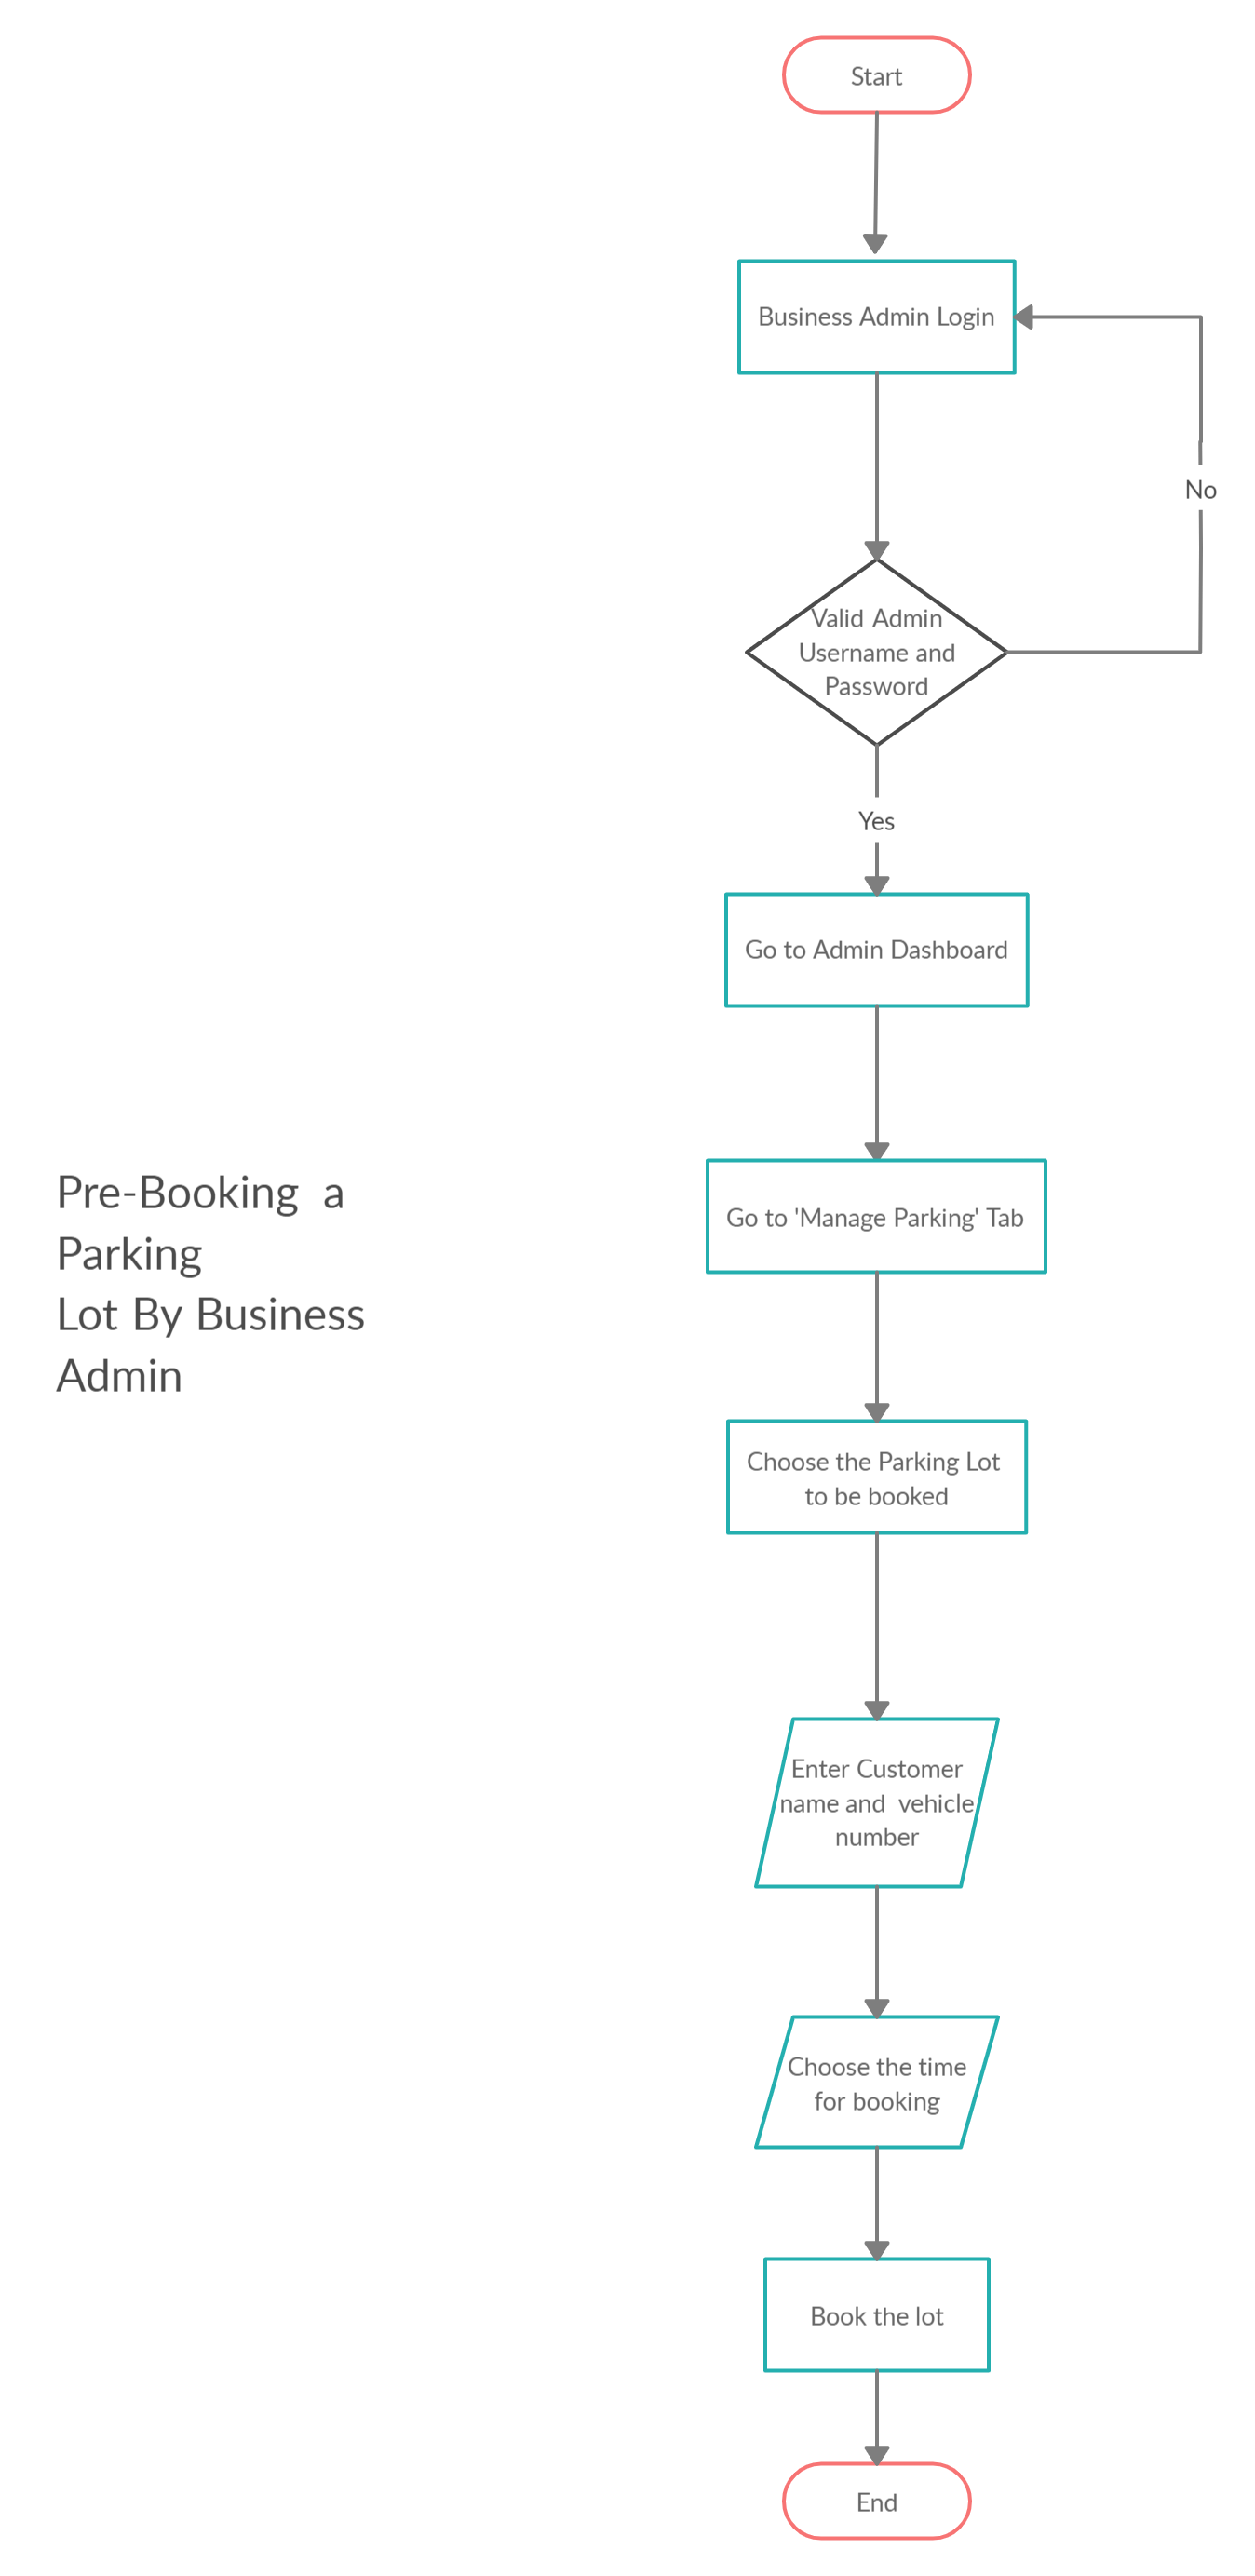 Start
Business Admin Login
No
Valid Admin
Username and
Password
Yes
Go to Admin Dashboard
Go to 'Manage Parking' Tab
Pre-Booking  a
Parking
Lot By Business
Admin
Choose the Parking Lot
to be booked
Enter Customer
name and  vehicle
number
Choose the time
for booking
Book the lot
End